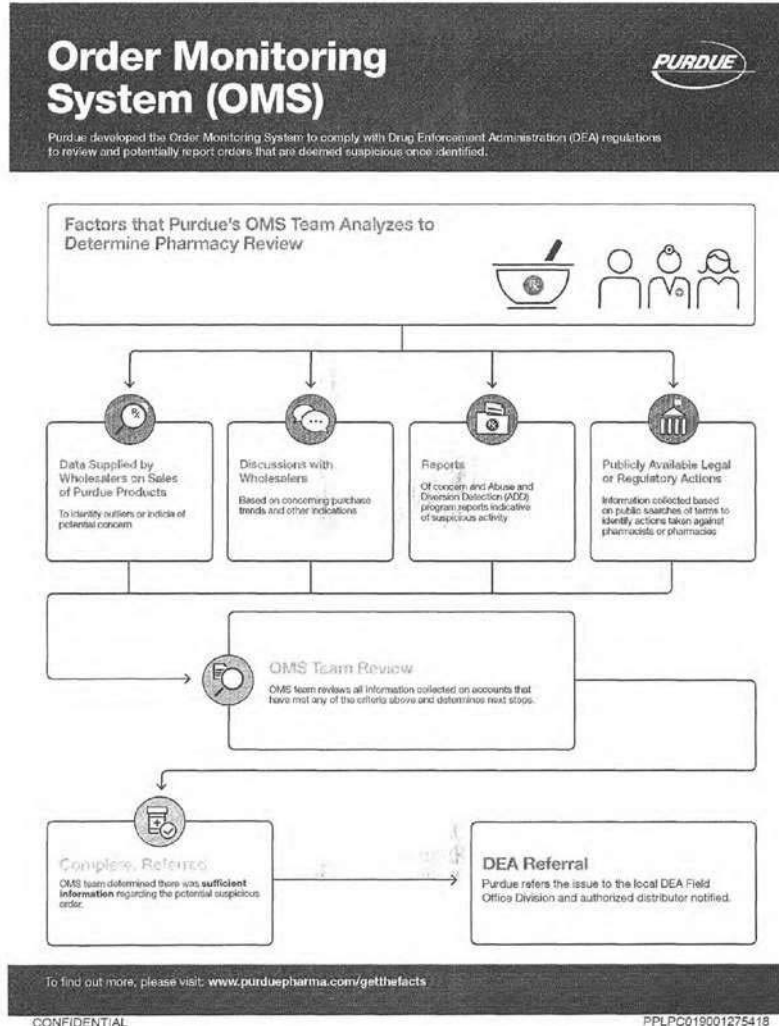 Order Monitoring
System (OMS)
PURDUE
Purdue developed the Order Monitoring System to comply with Drug Enforcement Administration (DEA) regulations
to review and potentially report orders that are deemed suspicious once identified.
Factors that Purdue's OMS Team Analyzes to
Determine Pharmacy Review
Data Supplied by
Wholesalers on Sales
of Purdue Products
To identify outliers or indicia of
potential concern
Discussions with
Wholesalers
Based on concerning purchase
trends and other indications
Reports
Of concern and Abuse and
Diversion Detection (ADD)
program reports indicative
of suspicious activity
Publicly Available Legal
or Regulatory Actions
Information collected based
on public searches of terms to
identify actions taken against
pharmacists or pharmacies
OMS Team Review
OMS team reviews all information collected on accounts that
have met any of the criteria above and determines next steps.
Complete, Referred
OMS team determined there was sufficient
information regarding the potential suspicious
order.
DEA Referral
Purdue refers the issue to the local DEA Field
Office Division and authorized distributor notified.
To find out more, please visit: www.purduepharma.com/getthefacts
CONFIDENTIAL
PPLPC019001275418